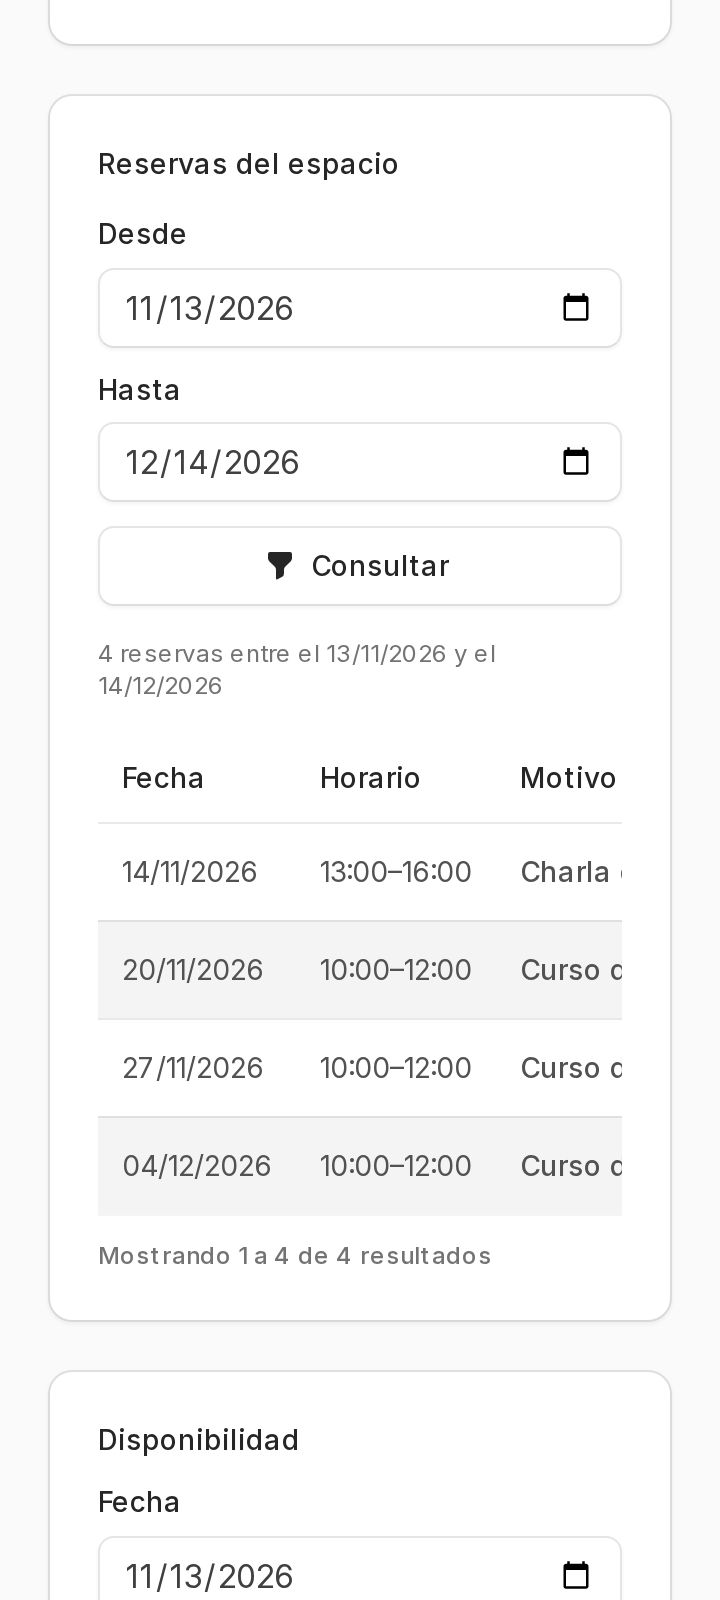 Reservas del espacio
Desde
11/13/2026
Hasta
12/14/2026
Consultar
4 reservas entre el 13/11/2026 y el
14/12/2026
Fecha Horario Motivo
14/11/2026 13:00–16:00 Charla
20/11/2026 10:00–12:00 Curso
27/11/2026 10:00–12:00 Curso
04/12/2026 10:00–12:00 Curso
Mostrando 1 a 4 de 4 resultados
Disponibilidad
Fecha
11/13/2026